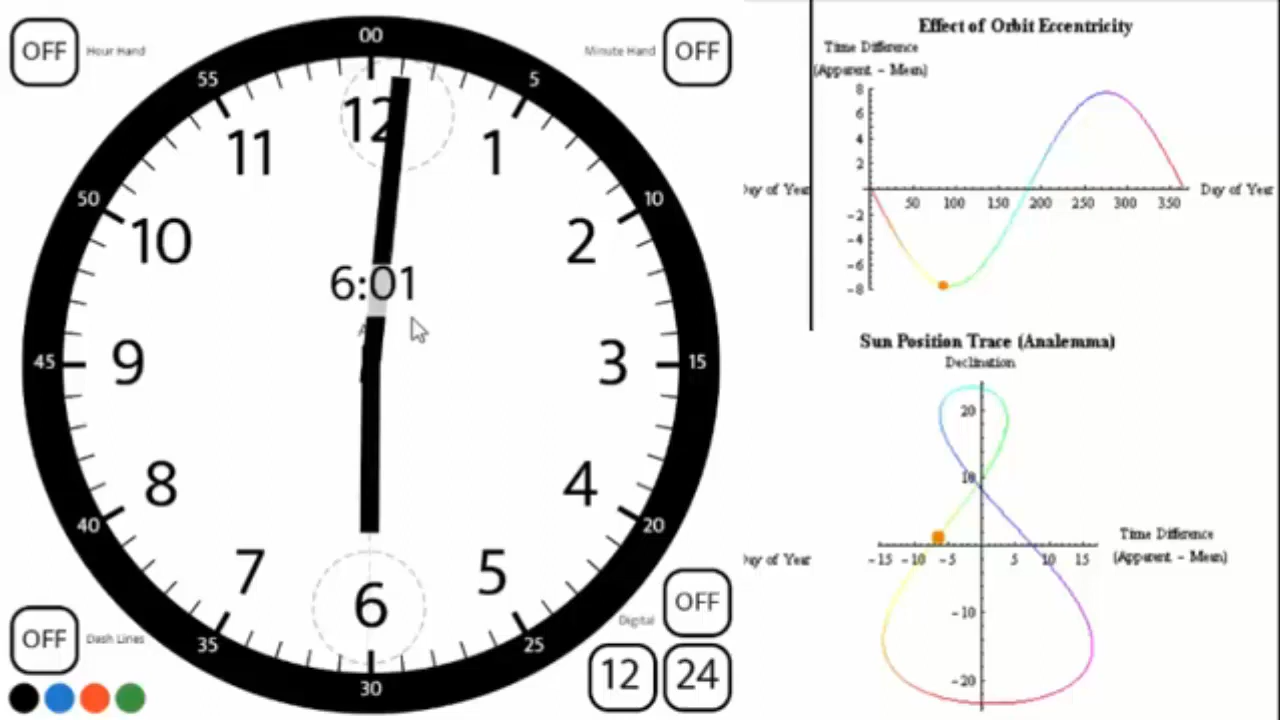 OFF
Hour Hand
Minute Hand
OFF
00
5
10
15
20
25
30
35
40
45
50
55
12
1
2
3
4
5
6
7
8
9
10
11
6:01
OFF
Dash Lines
Digital
OFF
12
24
Effect of Orbit Eccentricity
Time Difference
(Apparent - Mean)
8
6
4
2
-2
-4
-6
-8
50 100 150 200 250 300 350
Day of Year
Day of Year
Sun Position Trace (Analemma)
Declination
20
10
-10
-20
-15 -10 -5 5 10 15
Time Difference
(Apparent - Mean)
Day of Year